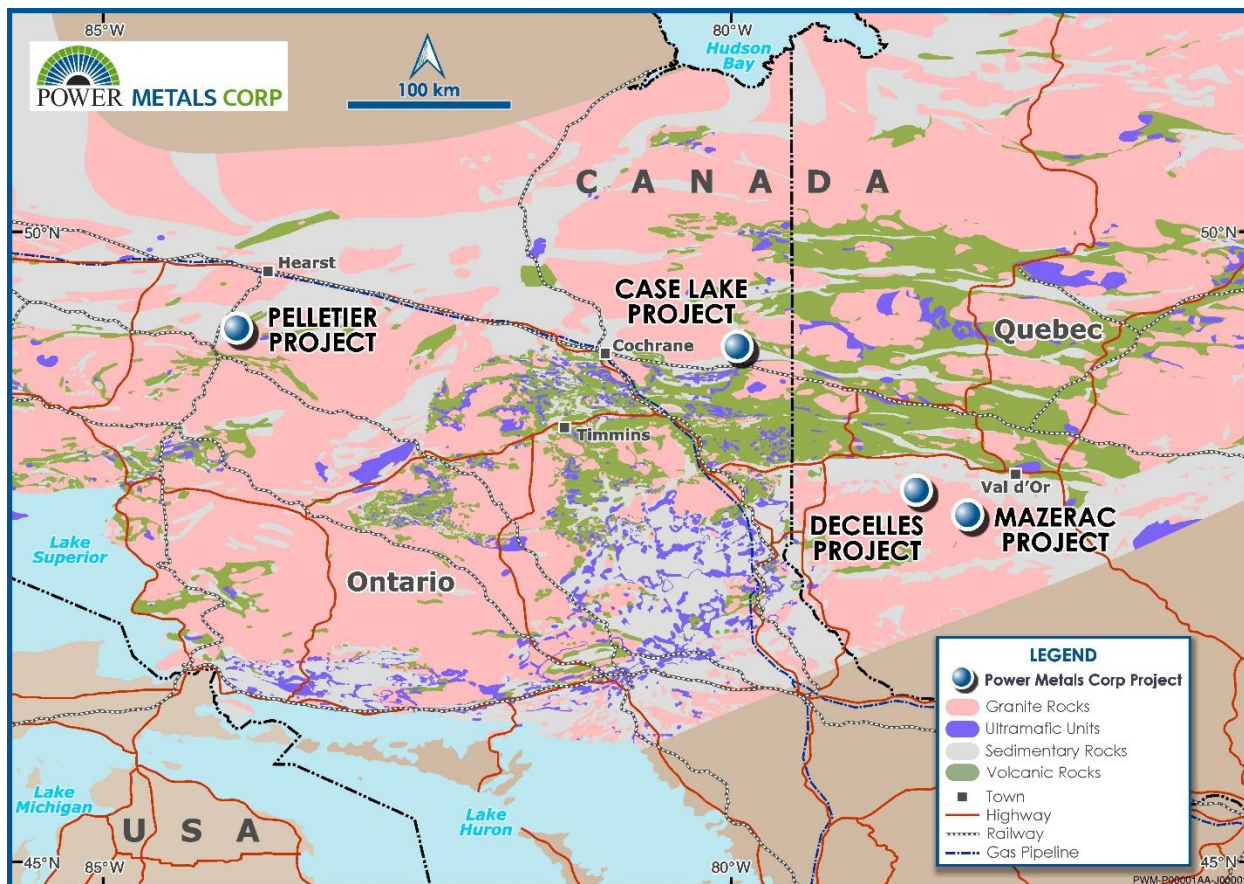 85°W
80°W
Hudson
Bay
POWER METALS CORP
100 km
CANADA
50°N
50°N
Hearst
CASE LAKE
PROJECT
PELLETIER
PROJECT
Quebec
Cochrane
Timmins
Val d'Or
DECELLES
PROJECT
MAZERAC
PROJECT
Lake
Superior
Ontario
LEGEND
Power Metals Corp Project
Granite Rocks
Ultramafic Units
Sedimentary Rocks
Volcanic Rocks
Town
Highway
Railway
Gas Pipeline
Lake
Michigan
Lake
Huron
USA
45°N
85°W
80°W
45°N